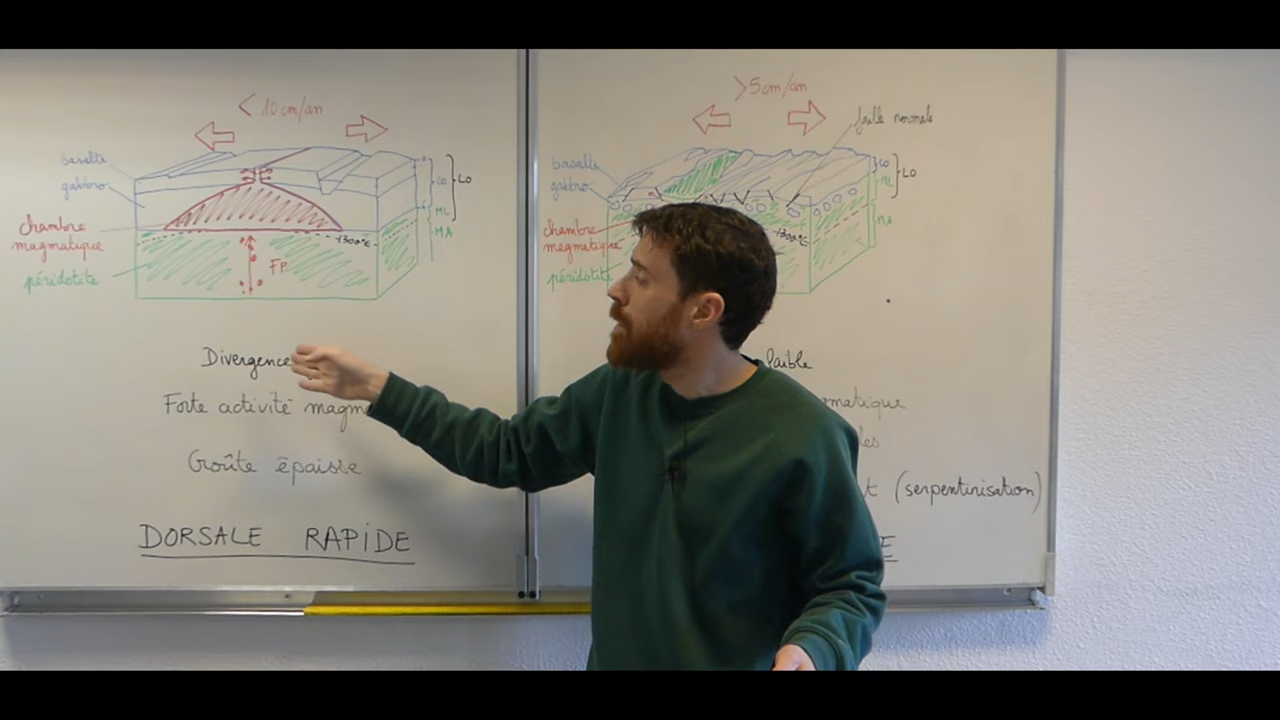 < 10 cm/an
basalte
gabbro
CO
LO
ML
MA
chambre
magmatique
1300°C
péridotite
FP
Divergence
Forte activité magm
Croûte épaisse
DORSALE RAPIDE
> 5 cm/an
faille normale
basalte
gabbro
CO
ML
LO
MA
chambre
magmatique
1300°C
péridotite
Faible
matique
les
t (serpentinisation)
E